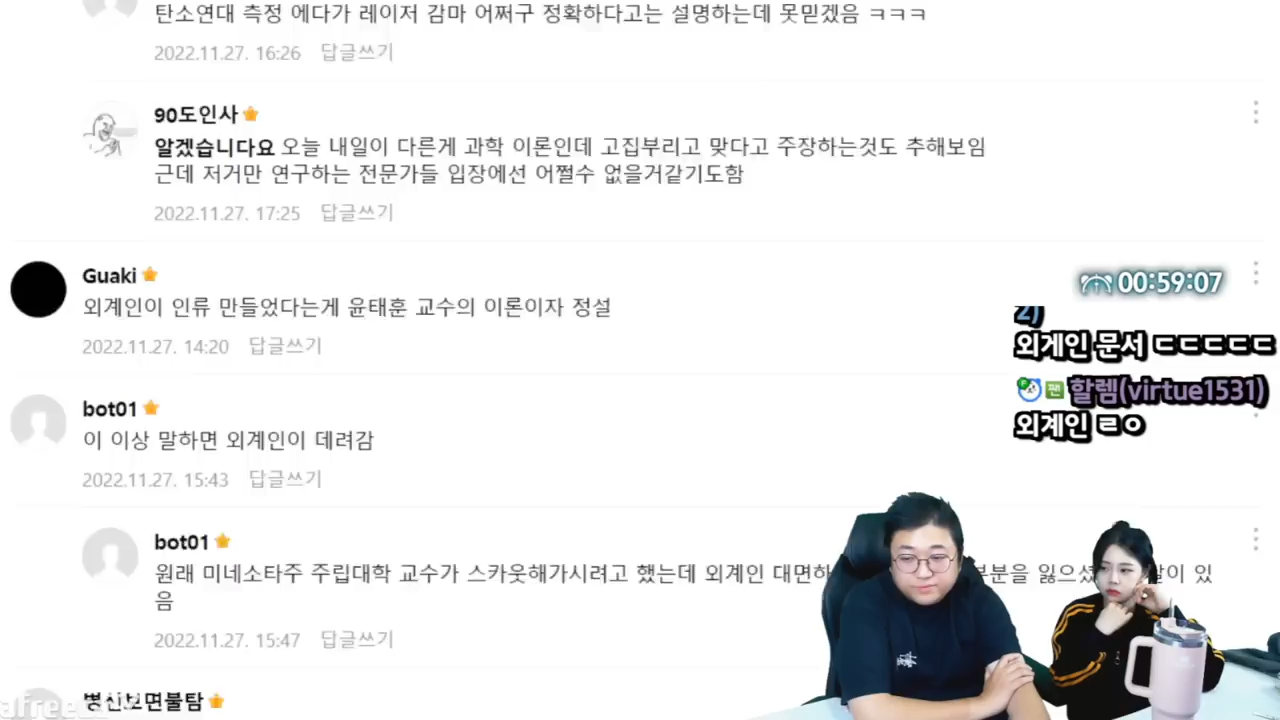 탄소연대 측정 에다가 레이저 감마 어쩌구 정확하다고는 설명하는데 못믿겠음 ㅋㅋㅋ
2022.11.27. 16:26 답글쓰기
90도인사
알겠습니다요 오늘 내일이 다른게 과학 이론인데 고집부리고 맞다고 주장하는것도 추해보임
근데 저거만 연구하는 전문가들 입장에선 어쩔수 없을거같기도함
2022.11.27. 17:25 답글쓰기
Guaki
외계인이 인류 만들었다는게 윤태훈 교수의 이론이자 정설
2022.11.27. 14:20 답글쓰기
00:59:07
2)
외게인 문서 ㄷㄷㄷㄷㄷ
할렘(virtue1531)
외계인 ㄹㅇ
bot01
이 이상 말하면 외계인이 데려감
2022.11.27. 15:43 답글쓰기
bot01
원래 미네소타주 주립대학 교수가 스카웃해가시려고 했는데 외계인 대면하 부분을 잃으셨 말이 있
음
2022.11.27. 15:47 답글쓰기
병신보면불탐